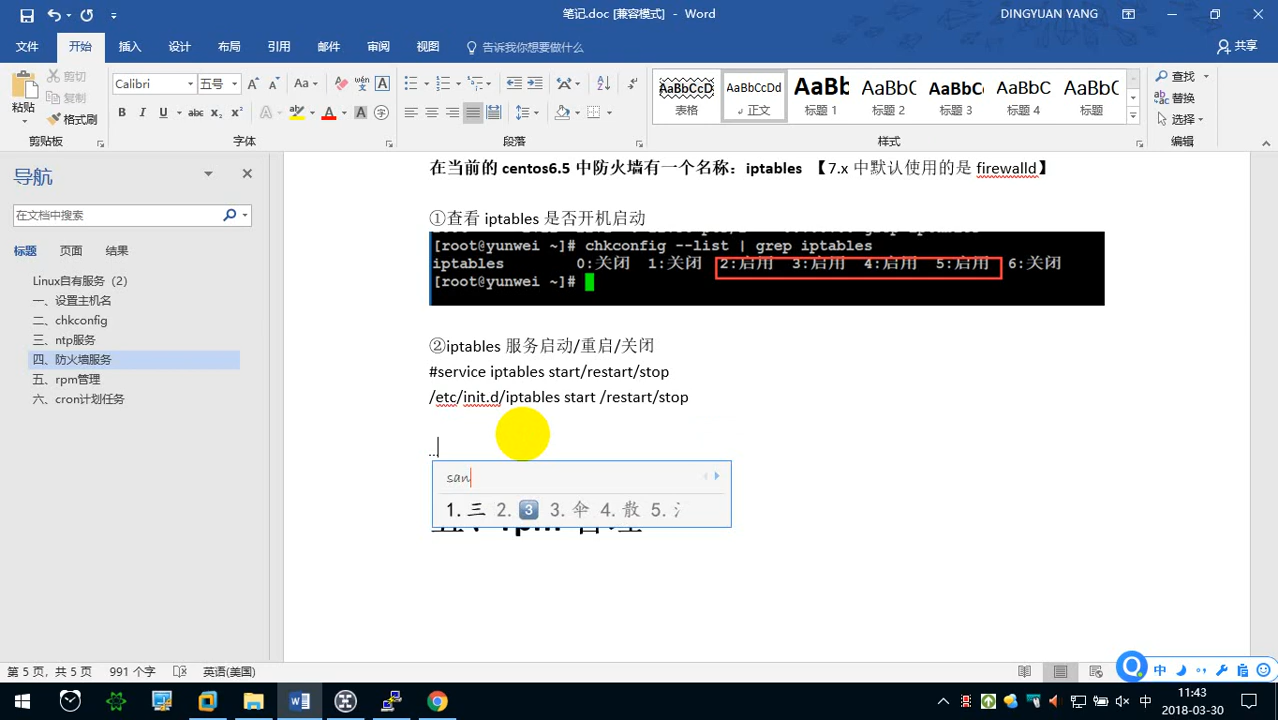 笔记.doc [兼容模式] - Word
DINGYUAN YANG
文件 开始 插入 设计 布局 引用 邮件 审阅 视图 告诉我你想要做什么 共享
剪切
复制
格式刷
粘贴
Calibri 五号
剪贴板 字体 段落 样式 编辑
AaBbCcD AaBbCcDd AaBb AaBbC AaBbC AaBbC AaBbC
表格 正文 标题 1 标题 2 标题 3 标题 4 标题
查找
替换
选择
导航
在文档中搜索
标题 页面 结果
Linux自有服务（2）
一、设置主机名
二、chkconfig
三、ntp服务
四、防火墙服务
五、rpm管理
六、cron计划任务
在当前的 centos6.5 中防火墙有一个名称：iptables 【7.x 中默认使用的是 firewalld】
①查看 iptables 是否开机启动
[root@yunwei ~]# chkconfig --list | grep iptables
iptables 0:关闭 1:关闭 2:启用 3:启用 4:启用 5:启用 6:关闭
[root@yunwei ~]#
②iptables 服务启动/重启/关闭
#service iptables start/restart/stop
/etc/init.d/iptables start /restart/stop
san
1. 三 2. 3 3. 伞 4. 散 5.
五、rpm 管理
第 5 页，共 5 页 991 个字 英语(美国)
中
中 11:43
2018-03-30